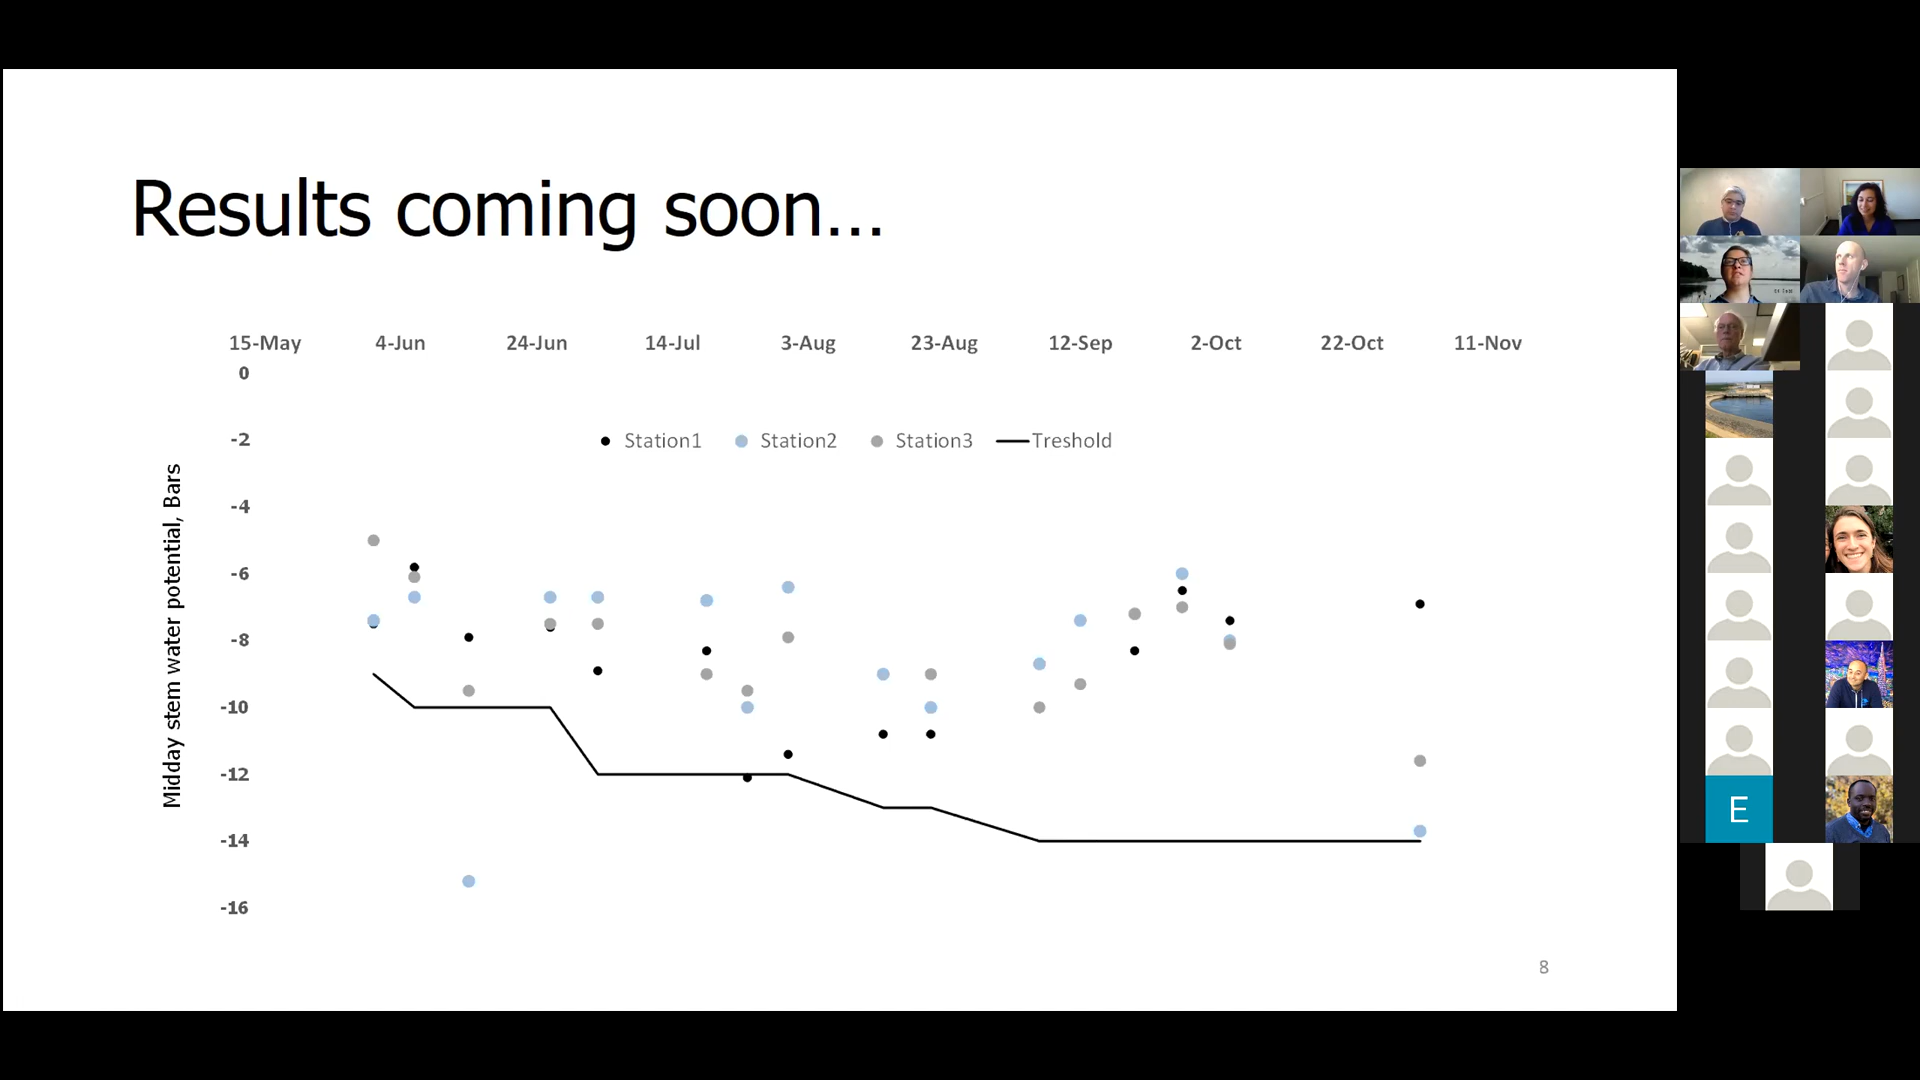 Results coming soon...
15-May 4-Jun 24-Jun 14-Jul 3-Aug 23-Aug 12-Sep 2-Oct 22-Oct 11-Nov
0
-2
Station1 Station2 Station3 Treshold
-4
-6
-8
-10
-12
-14
-16
Midday stem water potential, Bars
8
E